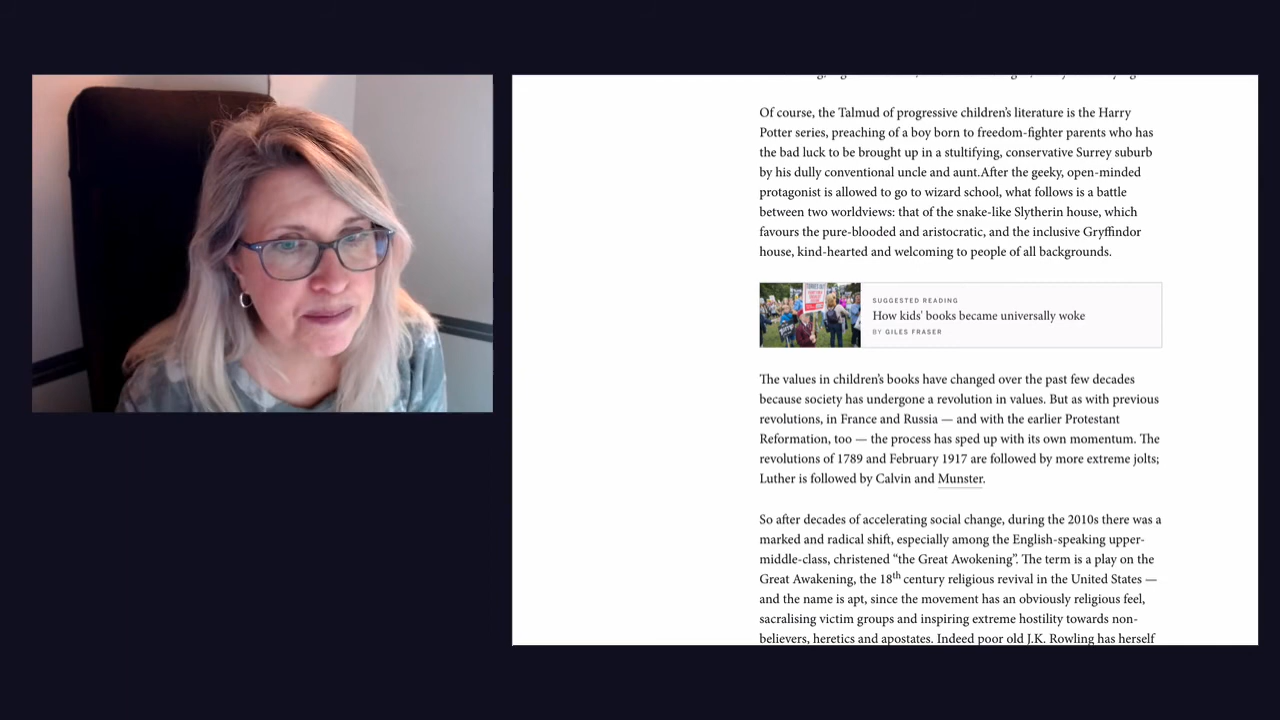 Of course, the Talmud of progressive children’s literature is the Harry
Potter series, preaching of a boy born to freedom-fighter parents who has
the bad luck to be brought up in a stultifying, conservative Surrey suburb
by his dully conventional uncle and aunt.After the geeky, open-minded
protagonist is allowed to go to wizard school, what follows is a battle
between two worldviews: that of the snake-like Slytherin house, which
favours the pure-blooded and aristocratic, and the inclusive Gryffindor
house, kind-hearted and welcoming to people of all backgrounds.
SUGGESTED READING
How kids' books became universally woke
BY GILES FRASER
The values in children’s books have changed over the past few decades
because society has undergone a revolution in values. But as with previous
revolutions, in France and Russia — and with the earlier Protestant
Reformation, too — the process has sped up with its own momentum. The
revolutions of 1789 and February 1917 are followed by more extreme jolts;
Luther is followed by Calvin and Munster.
So after decades of accelerating social change, during the 2010s there was a
marked and radical shift, especially among the English-speaking upper-
middle-class, christened “the Great Awokening”. The term is a play on the
Great Awakening, the 18th century religious revival in the United States —
and the name is apt, since the movement has an obviously religious feel,
sacralising victim groups and inspiring extreme hostility towards non-
believers, heretics and apostates. Indeed poor old J.K. Rowling has herself